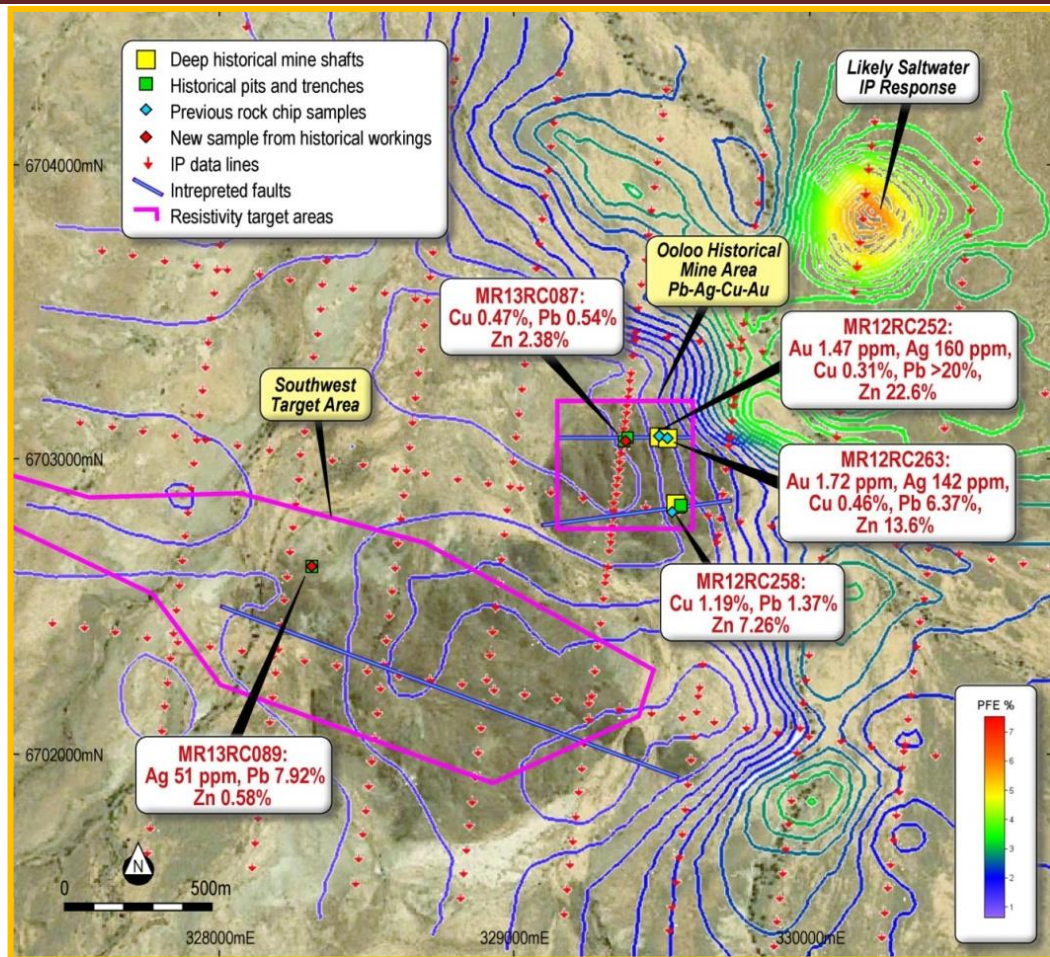 Deep historical mine shafts
Historical pits and trenches
Previous rock chip samples
New sample from historical workings
IP data lines
Intrepreted faults
Resistivity target areas
Likely Saltwater
IP Response
6704000mN
Ooloo Historical
Mine Area
Pb-Ag-Cu-Au
MR13RC087:
Cu 0.47%, Pb 0.54%
Zn 2.38%
MR12RC252:
Au 1.47 ppm, Ag 160 ppm,
Cu 0.31%, Pb >20%,
Zn 22.6%
Southwest
Target Area
6703000mN
MR12RC263:
Au 1.72 ppm, Ag 142 ppm,
Cu 0.46%, Pb 6.37%,
Zn 13.6%
MR12RC258:
Cu 1.19%, Pb 1.37%
Zn 7.26%
6702000mN
MR13RC089:
Ag 51 ppm, Pb 7.92%
Zn 0.58%
PFE %
7
6
5
4
3
2
1
N
0 500m
328000mE 329000mE 330000mE